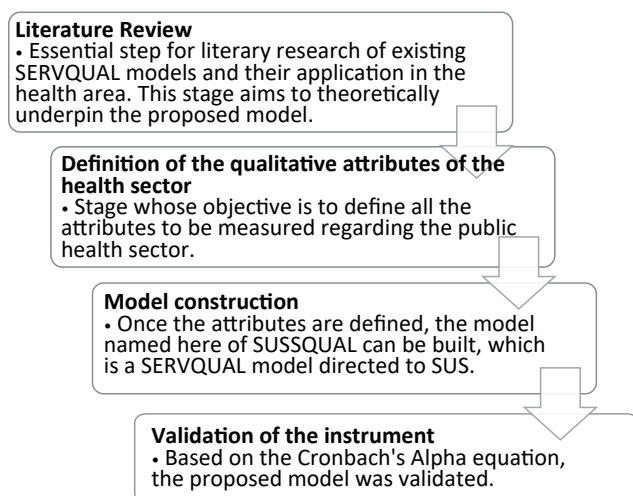 Literature Review
• Essential step for literary research of existing
SERVQUAL models and their application in the
health area. This stage aims to theoretically
underpin the proposed model.
Definition of the qualitative attributes of the
health sector
• Stage whose objective is to define all the
attributes to be measured regarding the public
health sector.
Model construction
• Once the attributes are defined, the model
named here of SUSSQUAL can be built, which
is a SERVQUAL model directed to SUS.
Validation of the instrument
• Based on the Cronbach's Alpha equation,
the proposed model was validated.